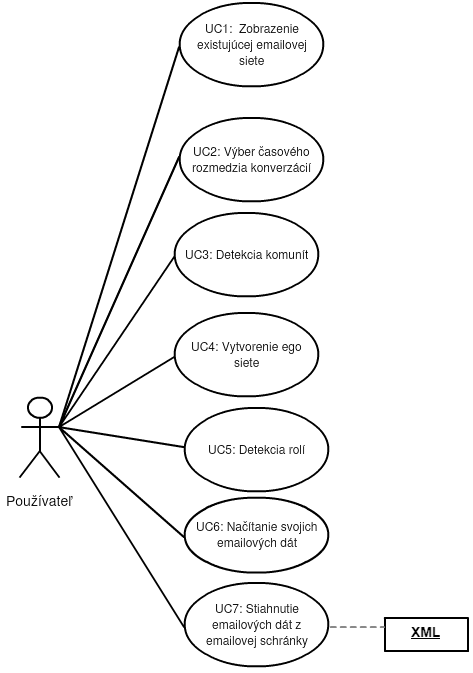 UC1: Zobrazenie
existujúcej emailovej
siete
UC2: Výber časového
rozmedzia konverzácií
UC3: Detekcia komunít
UC4: Vytvorenie ego
siete
UC5: Detekcia rolí
Používateľ
UC6: Načítanie svojich
emailových dát
UC7: Stiahnutie
emailových dát z
emailovej schránky
XML